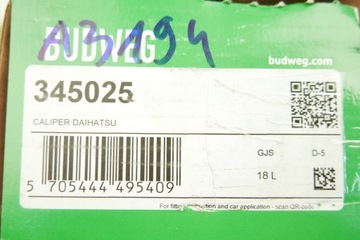 A3194
BUDWEG
budweg.com
345025
CALIPER DAIHATSU
GJS D-5
18 L
5 705444 495409
For fitting instruction and car application - scan QR-code